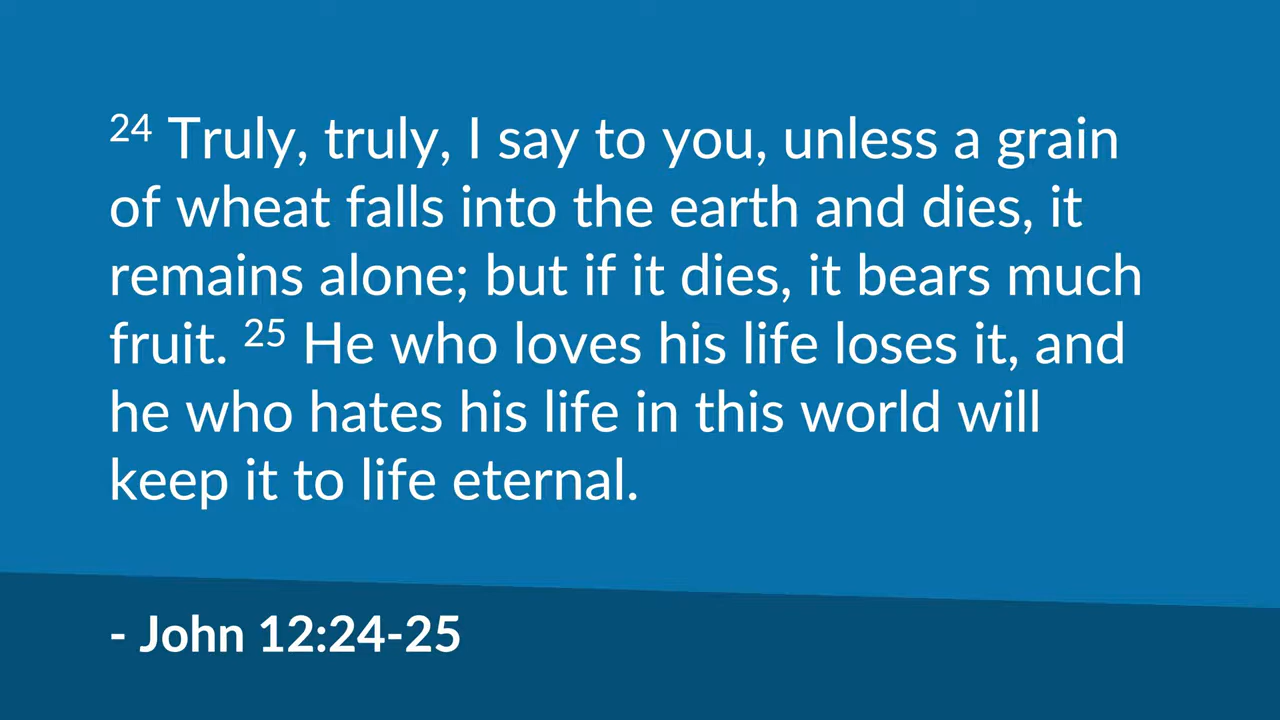 24 Truly, truly, I say to you, unless a grain
of wheat falls into the earth and dies, it
remains alone; but if it dies, it bears much
fruit. 25 He who loves his life loses it, and
he who hates his life in this world will
keep it to life eternal.
- John 12:24-25